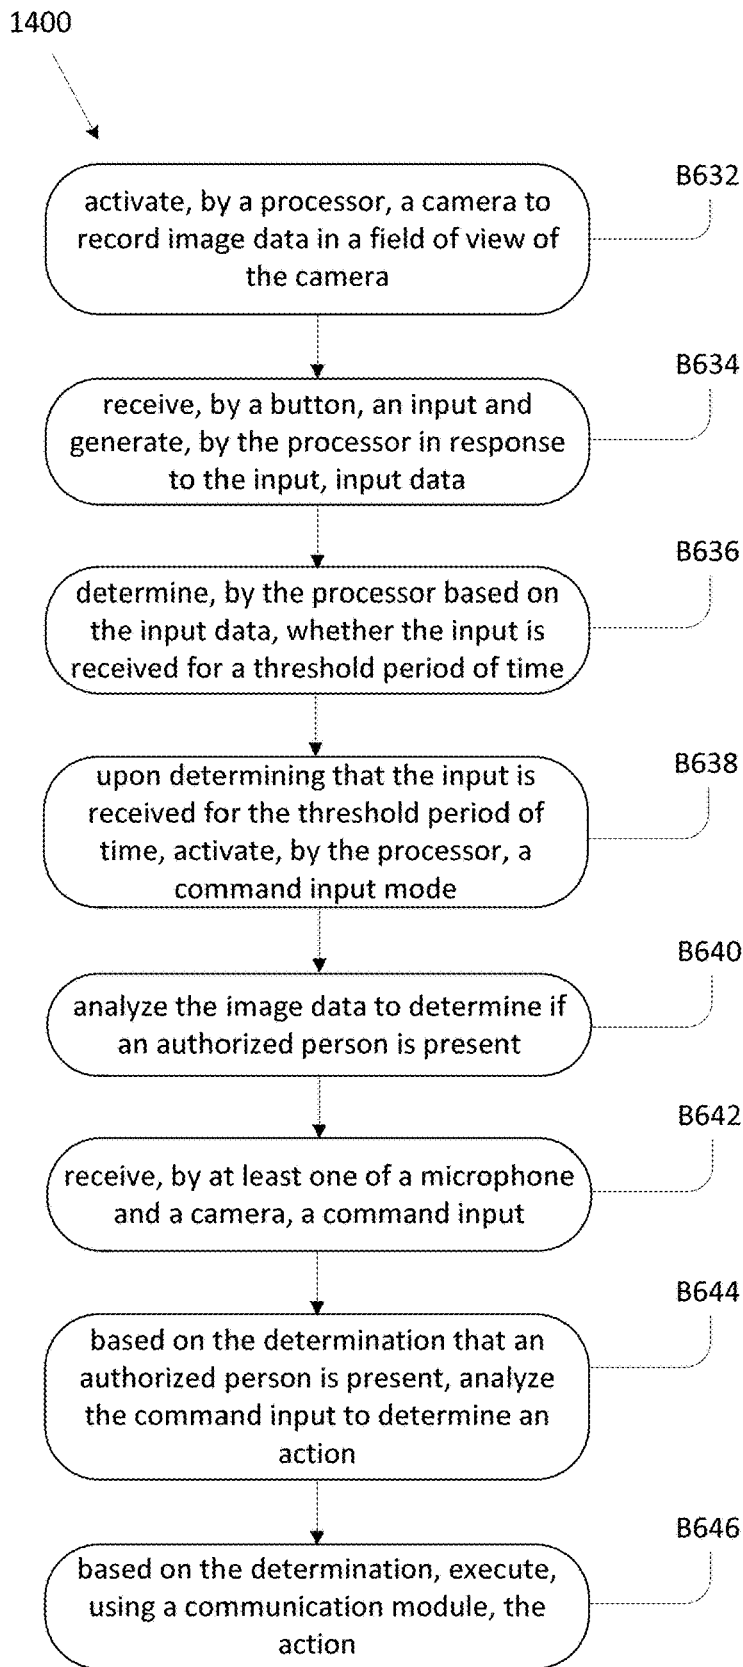 1400
B632
activate, by a processor, a camera to
record image data in a field of view of
the camera
B634
receive, by a button, an input and
generate, by the processor in response
to the input, input data
B636
determine, by the processor based on
the input data, whether the input is
received for a threshold period of time
B638
upon determining that the input is
received for the threshold period of
time, activate, by the processor, a
command input mode
B640
analyze the image data to determine if
an authorized person is present
B642
receive, by at least one of a microphone
and a camera, a command input
B644
based on the determination that an
authorized person is present, analyze
the command input to determine an
action
B646
based on the determination, execute,
using a communication module, the
action